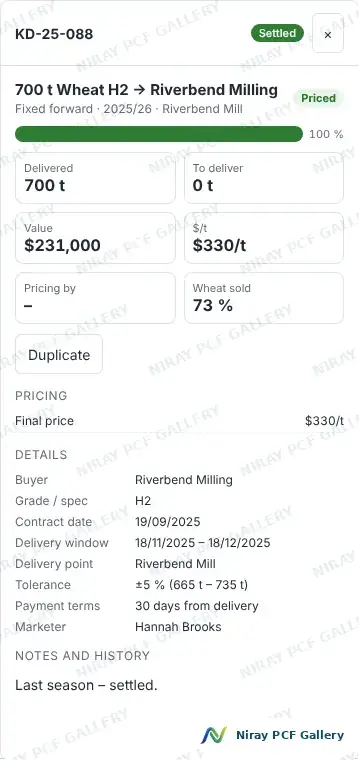 KD-25-088
Settled
×
700 t Wheat H2 → Riverbend Milling
Fixed forward · 2025/26 · Riverbend Mill
Priced
100 %
Delivered
700 t
To deliver
0 t
Value
$231,000
$/t
$330/t
Pricing by
–
Wheat sold
73 %
Duplicate
PRICING
Final price $330/t
DETAILS
Buyer Riverbend Milling
Grade / spec H2
Contract date 19/09/2025
Delivery window 18/11/2025 – 18/12/2025
Delivery point Riverbend Mill
Tolerance ±5 % (665 t – 735 t)
Payment terms 30 days from delivery
Marketer Hannah Brooks
NOTES AND HISTORY
Last season – settled.
Niray PCF Gallery
NIRAY PCF GALLERY